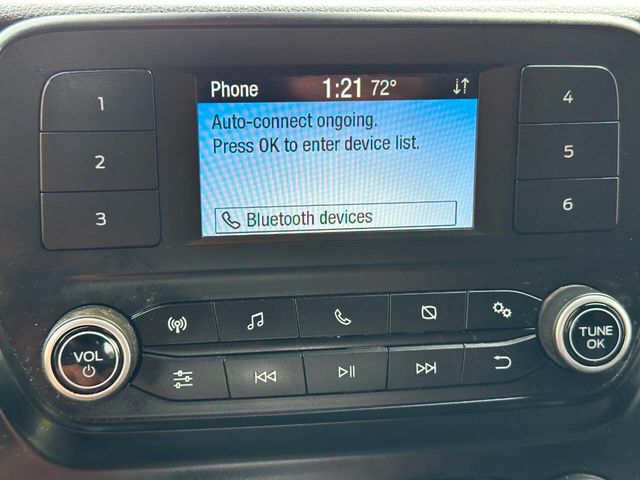 Phone 1:21 72°
Auto-connect ongoing.
Press OK to enter device list.
Bluetooth devices
1
2
3
4
5
6
VOL
TUNE
OK